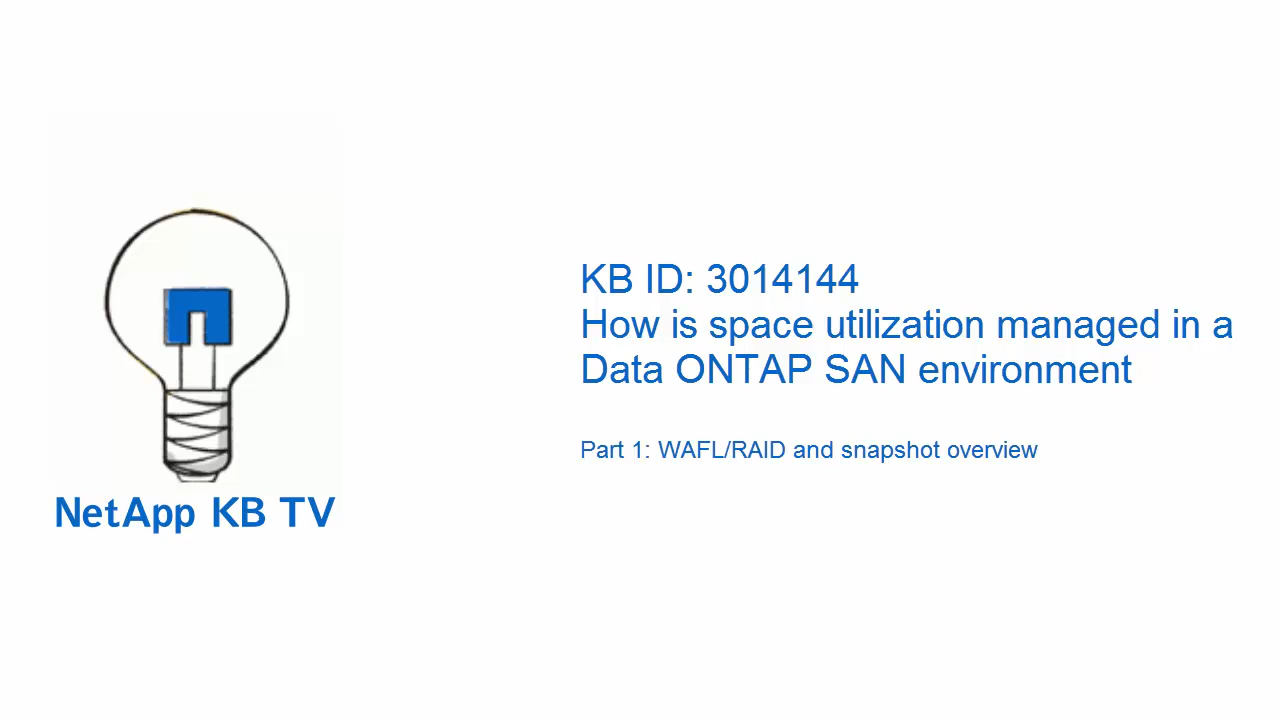 KB ID: 3014144
How is space utilization managed in a
Data ONTAP SAN environment
Part 1: WAFL/RAID and snapshot overview
NetApp KB TV